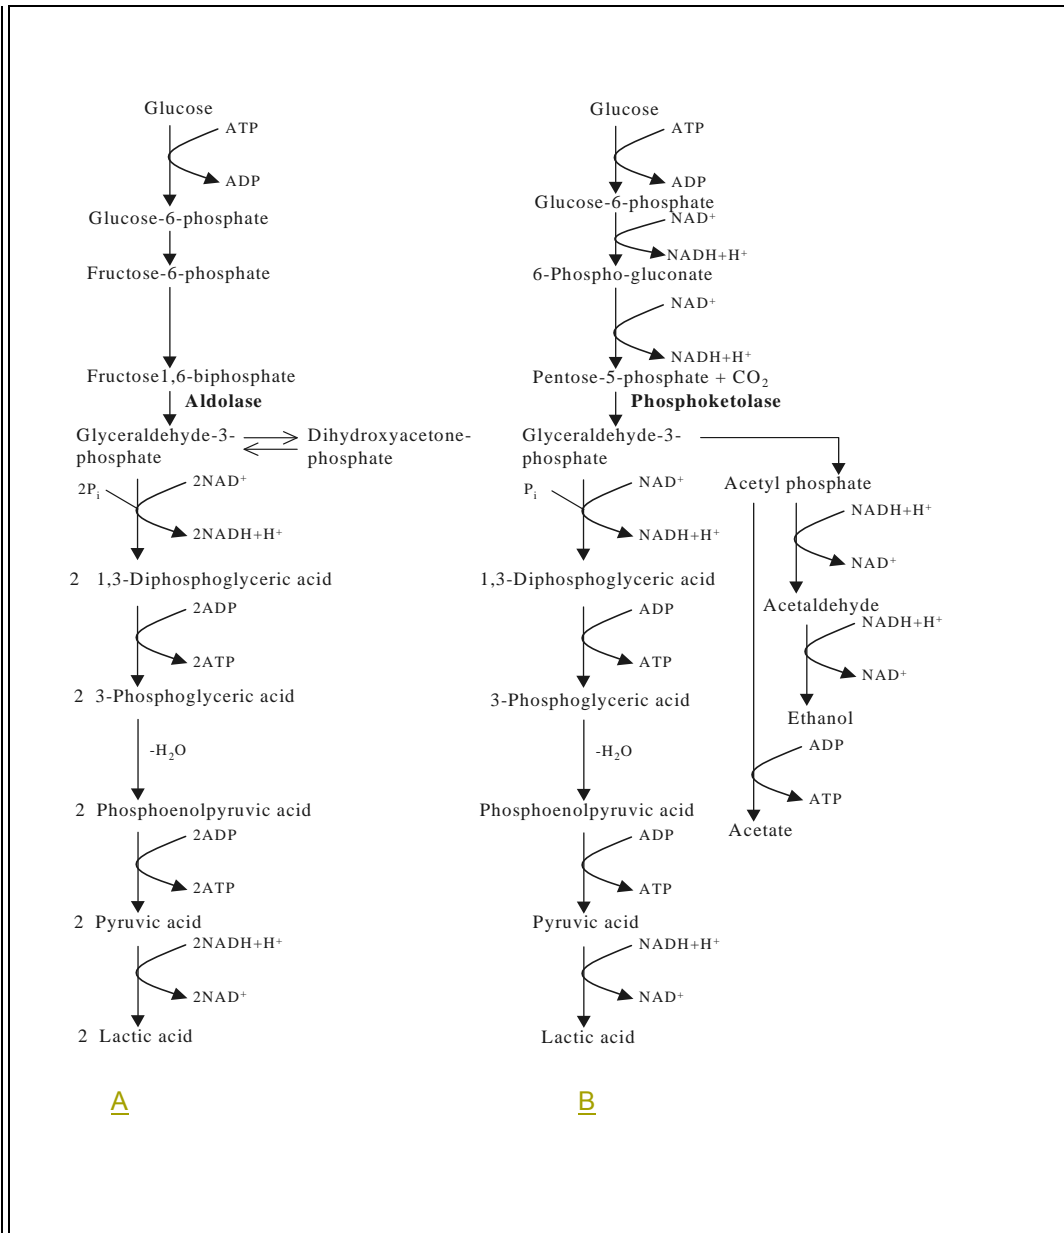 Glucose
ATP
ADP
Glucose-6-phosphate
Fructose-6-phosphate
Fructose1,6-biphosphate
Aldolase
Glyceraldehyde-3-
phosphate
Dihydroxyacetone-
phosphate
2Pi
2NAD+
2NADH+H+
2 1,3-Diphosphoglyceric acid
2ADP
2ATP
2 3-Phosphoglyceric acid
-H2O
2 Phosphoenolpyruvic acid
2ADP
2ATP
2 Pyruvic acid
2NADH+H+
2NAD+
2 Lactic acid
A
Glucose
ATP
ADP
Glucose-6-phosphate
NAD+
NADH+H+
6-Phospho-gluconate
NAD+
NADH+H+
Pentose-5-phosphate + CO2
Phosphoketolase
Glyceraldehyde-3-
phosphate
Pi
NAD+
NADH+H+
1,3-Diphosphoglyceric acid
ADP
ATP
3-Phosphoglyceric acid
-H2O
Phosphoenolpyruvic acid
ADP
ATP
Pyruvic acid
NADH+H+
NAD+
Lactic acid
Acetyl phosphate
NADH+H+
NAD+
Acetaldehyde
NADH+H+
NAD+
Ethanol
ADP
ATP
Acetate
B